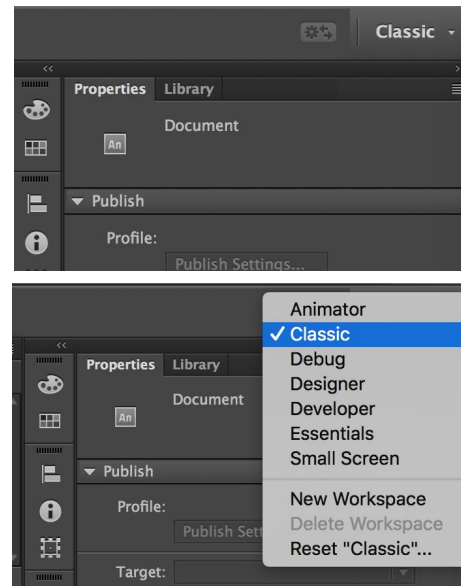 Classic
<<
>
Properties Library
An Document
Publish
Profile:
Publish Settings...
Animator
✓ Classic
Debug
Designer
Developer
Essentials
Small Screen
New Workspace
Delete Workspace
Reset "Classic"...
<<
Properties Library
An Document
Publish
Profile:
Publish Sett
Target: